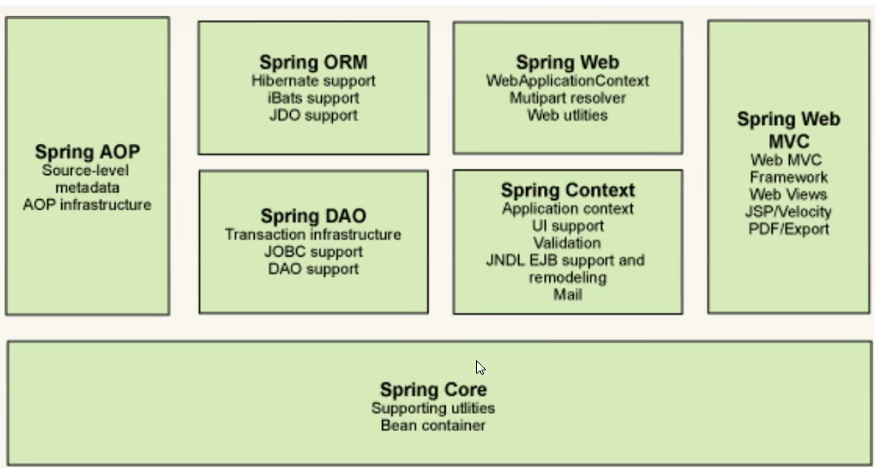 Spring AOP
Source-level
metadata
AOP infrastructure
Spring ORM
Hibernate support
iBats support
JDO support
Spring DAO
Transaction infrastructure
JOBC support
DAO support
Spring Web
WebApplicationContext
Mutipart resolver
Web utlities
Spring Context
Application context
UI support
Validation
JNDL EJB support and
remodeling
Mail
Spring Web
MVC
Web MVC
Framework
Web Views
JSP/Velocity
PDF/Export
Spring Core
Supporting utlities
Bean container